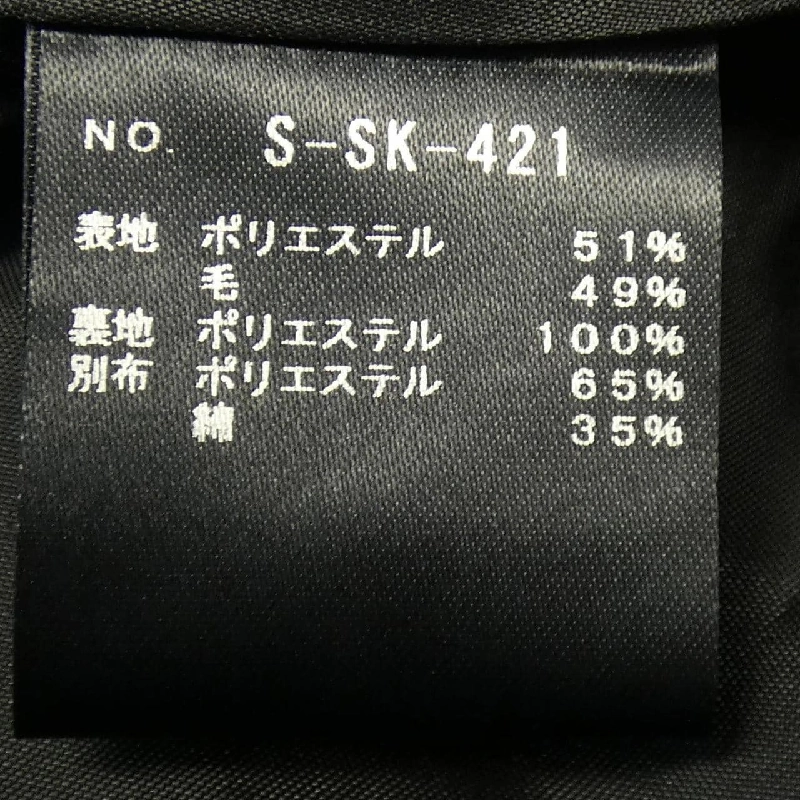 NO. S-SK-421
表地 ポリエステル 51%
毛 49%
裏地 ポリエステル 100%
別布 ポリエステル 65%
綿 35%